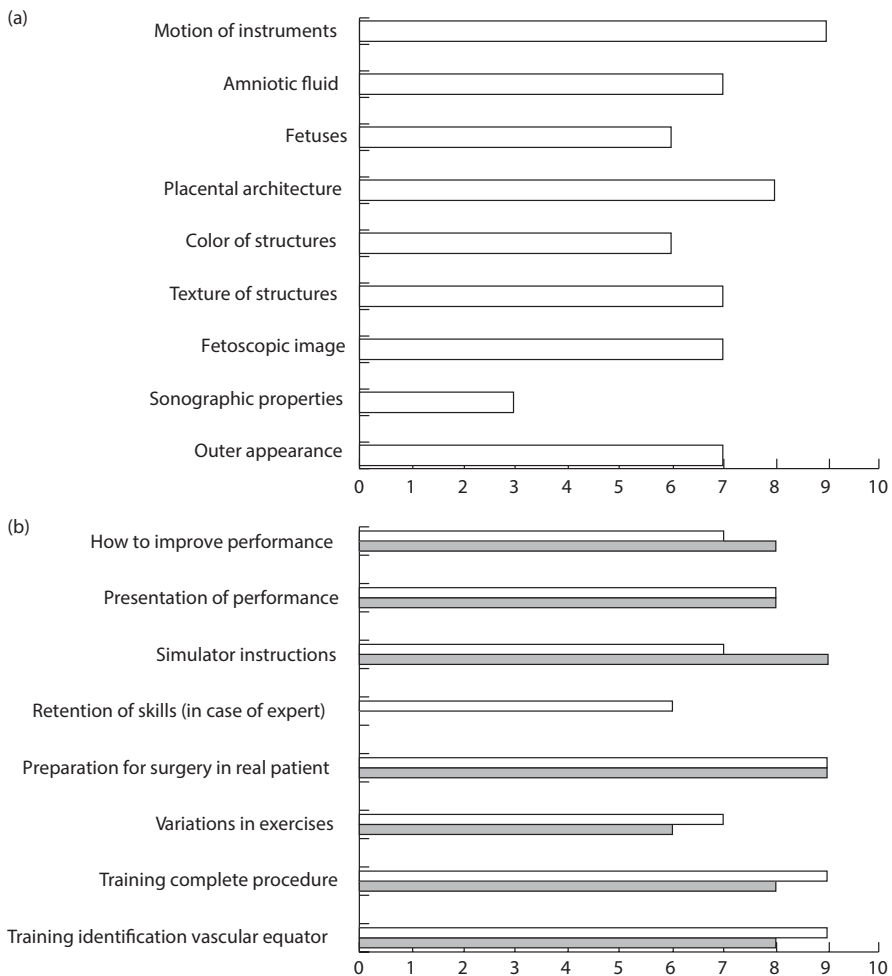 (a)
Motion of instruments
Amniotic fluid
Fetuses
Placental architecture
Color of structures
Texture of structures
Fetoscopic image
Sonographic properties
Outer appearance
0 1 2 3 4 5 6 7 8 9 10
(b)
How to improve performance
Presentation of performance
Simulator instructions
Retention of skills (in case of expert)
Preparation for surgery in real patient
Variations in exercises
Training complete procedure
Training identification vascular equator
0 1 2 3 4 5 6 7 8 9 10